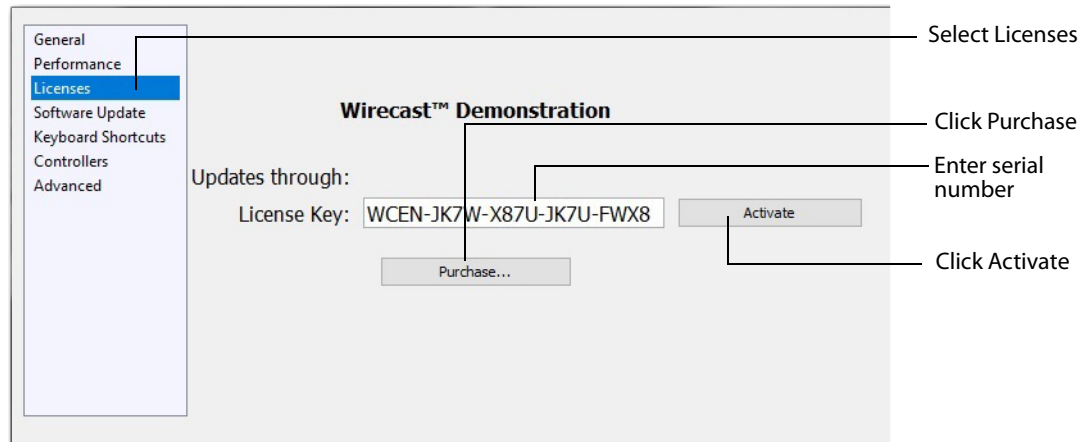 General
Performance
Licenses
Software Update
Keyboard Shortcuts
Controllers
Advanced
Wirecast™ Demonstration
Updates through:
License Key: WCEN-JK7W-X87U-JK7U-FWX8 Activate
Purchase...
Select Licenses
Click Purchase
Enter serial
number
Click Activate